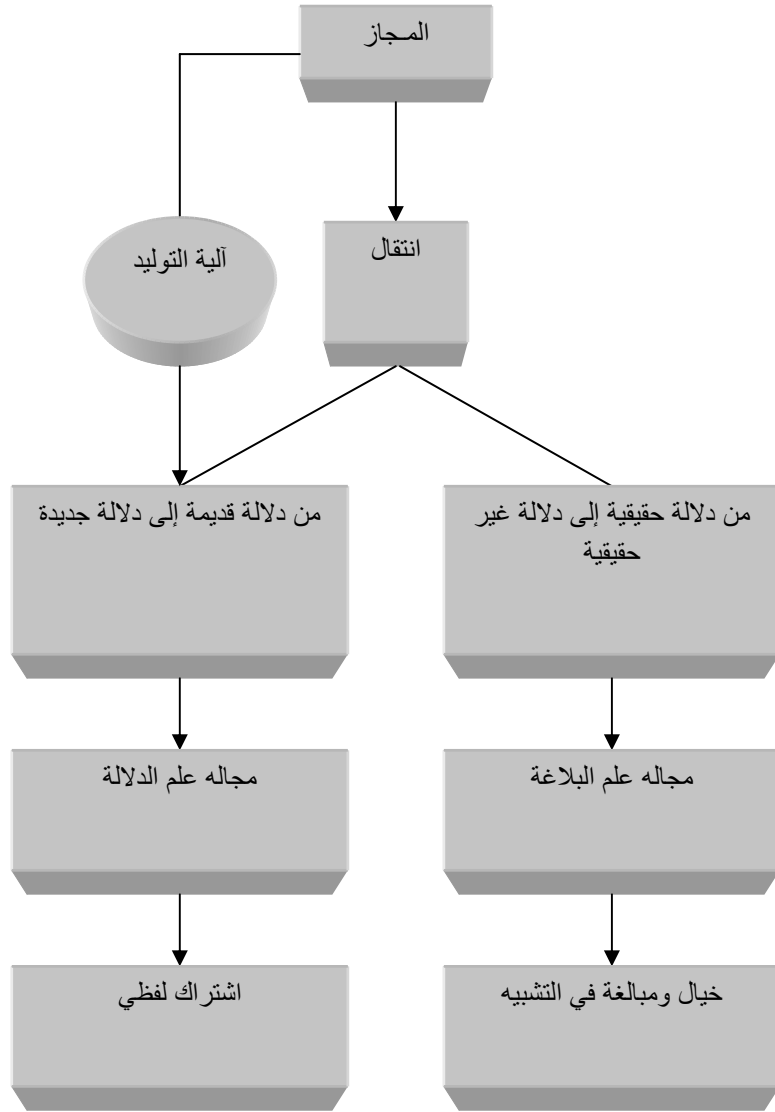 المـجاز
آلية التوليد
انتقال
من دلالة قديمة إلى دلالة جديدة
من دلالة حقيقية إلى دلالة غير
حقيقية
مجاله علم الدلالة
مجاله علم البلاغة
اشتراك لفظي
خيال ومبالغة في التشبيه